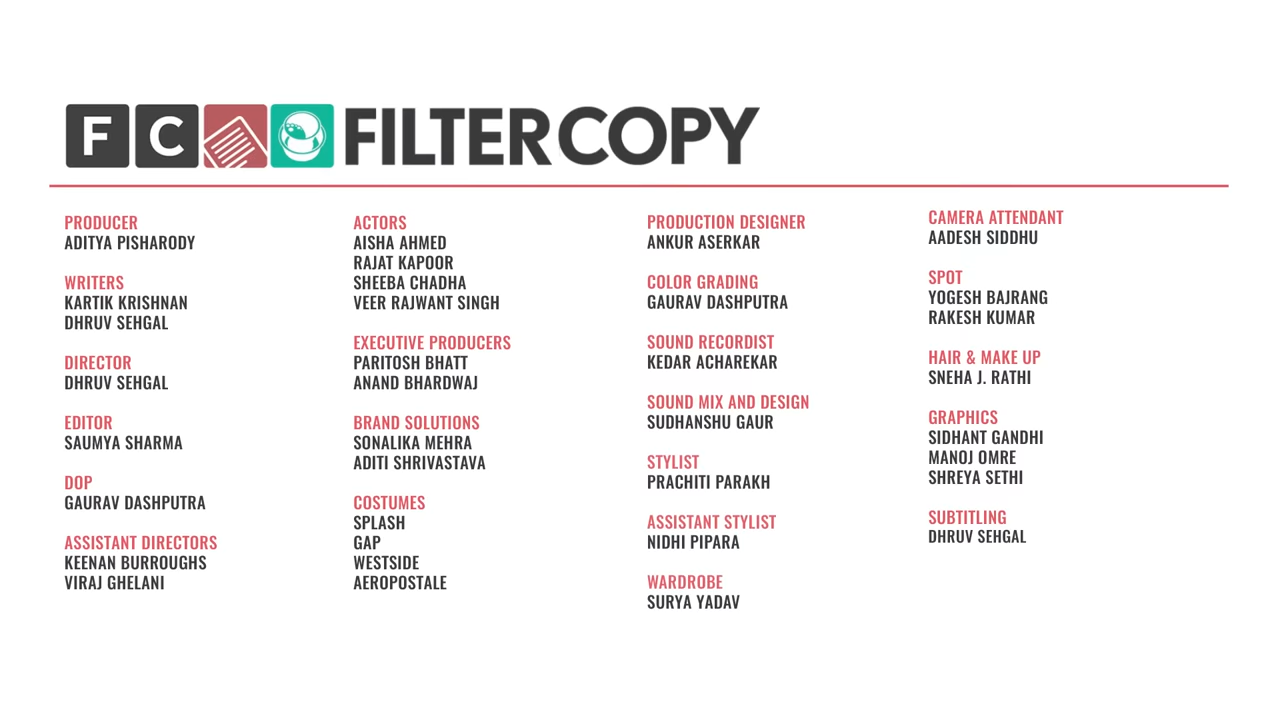 F C FILTERCOPY
PRODUCER
ADITYA PISHARODY
WRITERS
KARTIK KRISHNAN
DHRUV SEHGAL
DIRECTOR
DHRUV SEHGAL
EDITOR
SAUMYA SHARMA
DOP
GAURAV DASHPUTRA
ASSISTANT DIRECTORS
KEENAN BURROUGHS
VIRAJ GHELANI
ACTORS
AISHA AHMED
RAJAT KAPOOR
SHEEBA CHADHA
VEER RAJWANT SINGH
EXECUTIVE PRODUCERS
PARITOSH BHATT
ANAND BHARDWAJ
BRAND SOLUTIONS
SONALIKA MEHRA
ADITI SHRIVASTAVA
COSTUMES
SPLASH
GAP
WESTSIDE
AEROPOSTALE
PRODUCTION DESIGNER
ANKUR ASERKAR
COLOR GRADING
GAURAV DASHPUTRA
SOUND RECORDIST
KEDAR ACHAREKAR
SOUND MIX AND DESIGN
SUDHANSHU GAUR
STYLIST
PRACHITI PARAKH
ASSISTANT STYLIST
NIDHI PIPARA
WARDROBE
SURYA YADAV
CAMERA ATTENDANT
AADESH SIDDHU
SPOT
YOGESH BAJRANG
RAKESH KUMAR
HAIR & MAKE UP
SNEHA J. RATHI
GRAPHICS
SIDHANT GANDHI
MANOJ OMRE
SHREYA SETHI
SUBTITLING
DHRUV SEHGAL